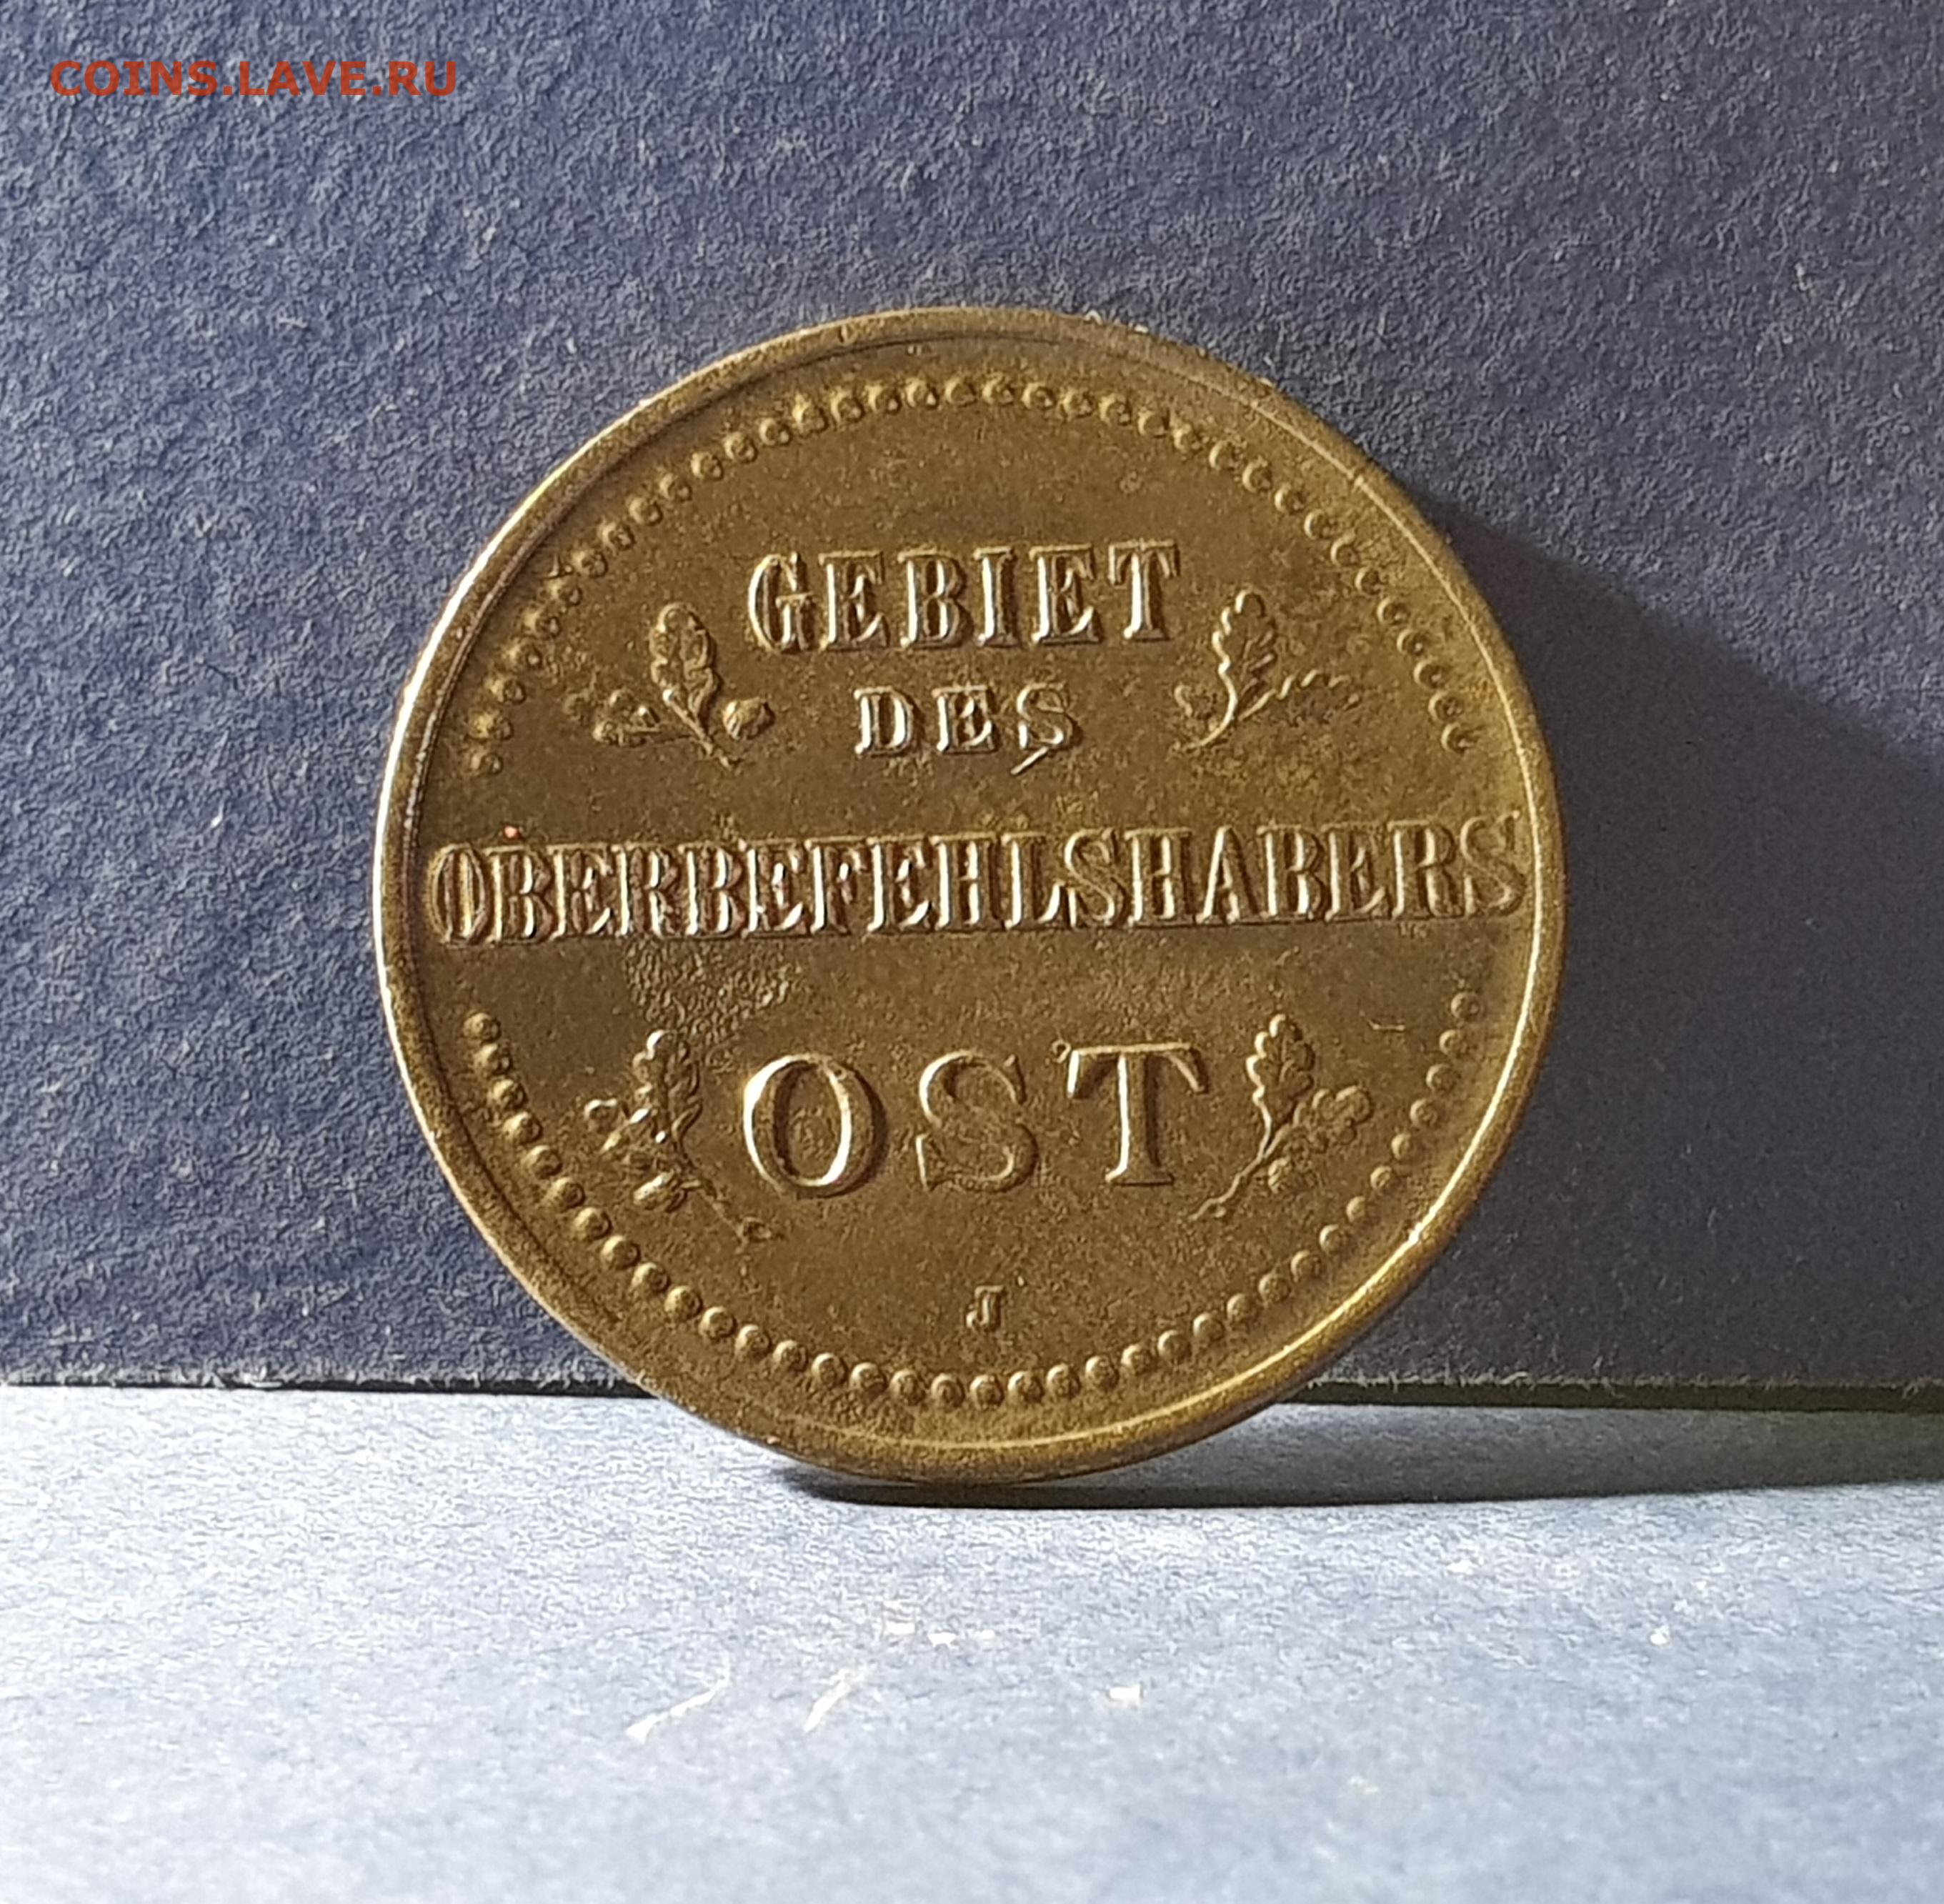 COINS.LAVE.RU
GEBIET
DES
OBERBEFEHLSHABERS
OST
J